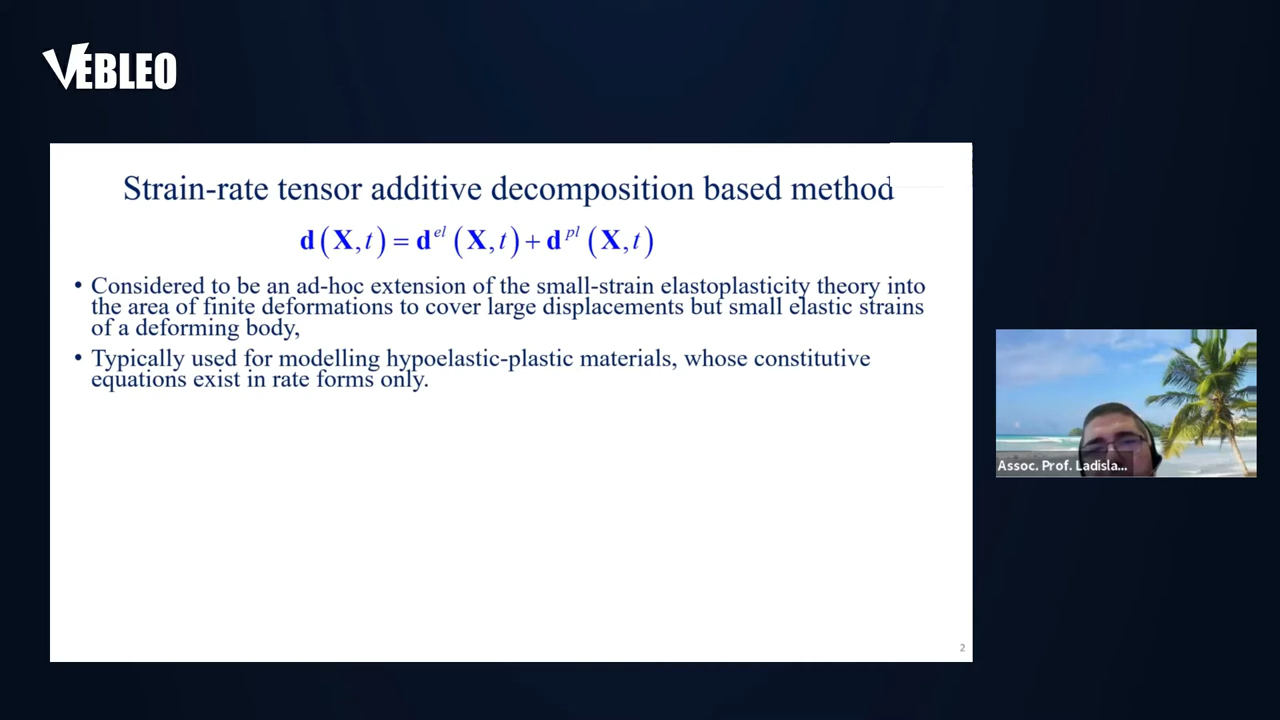 VEBLEO
Strain-rate tensor additive decomposition based method
d (X, t) = d^el (X, t) + d^pl (X, t)
• Considered to be an ad-hoc extension of the small-strain elastoplasticity theory into
the area of finite deformations to cover large displacements but small elastic strains
of a deforming body,
• Typically used for modelling hypoelastic-plastic materials, whose constitutive
equations exist in rate forms only.
Assoc. Prof. Ladisla...
2